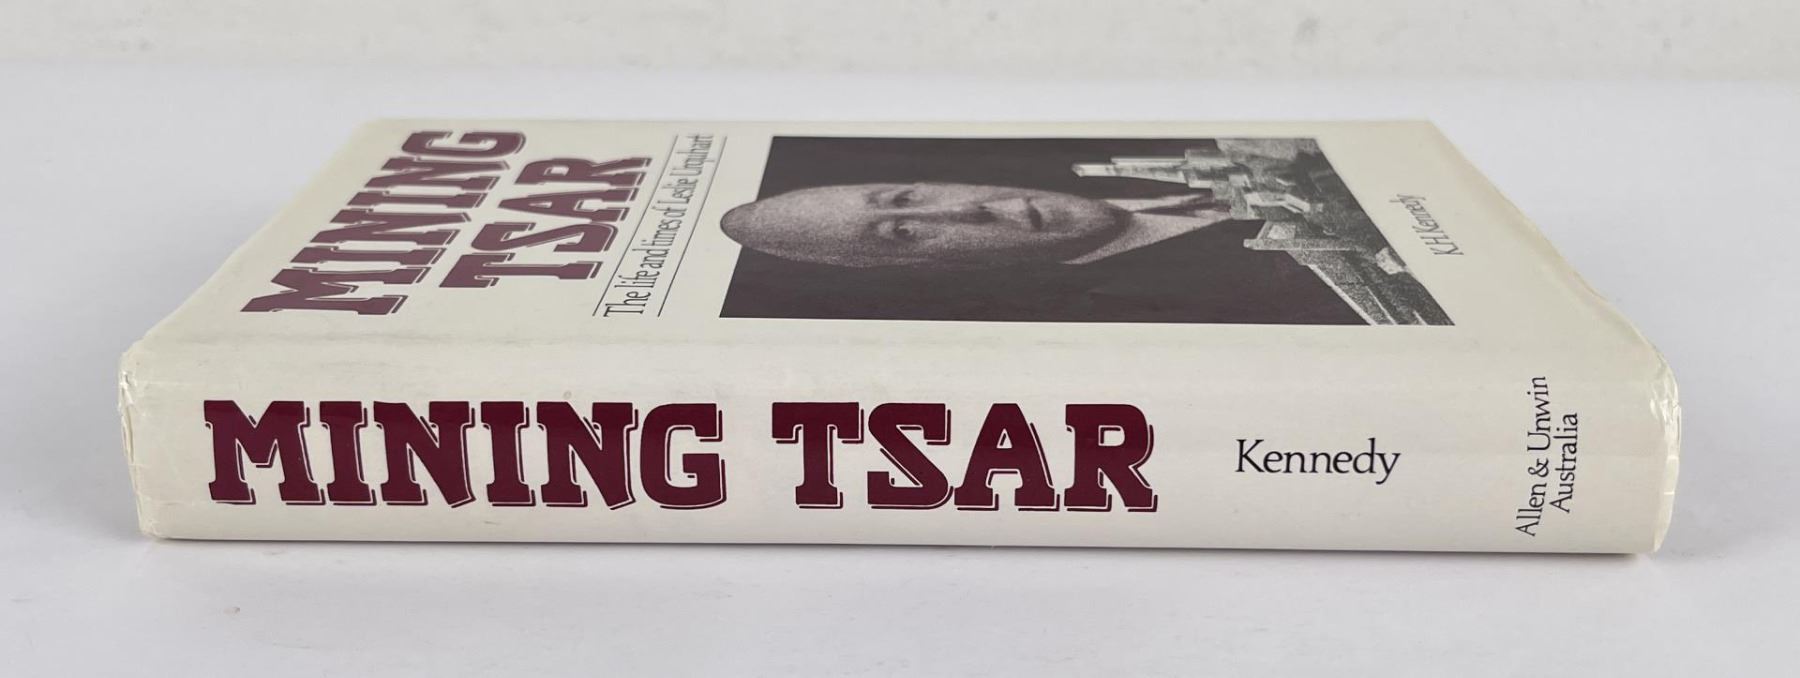 MINING
TSAR
The life and times of Leslie Urquhart
K H Kennedy
MINING TSAR
Kennedy
Allen & Unwin
Australia